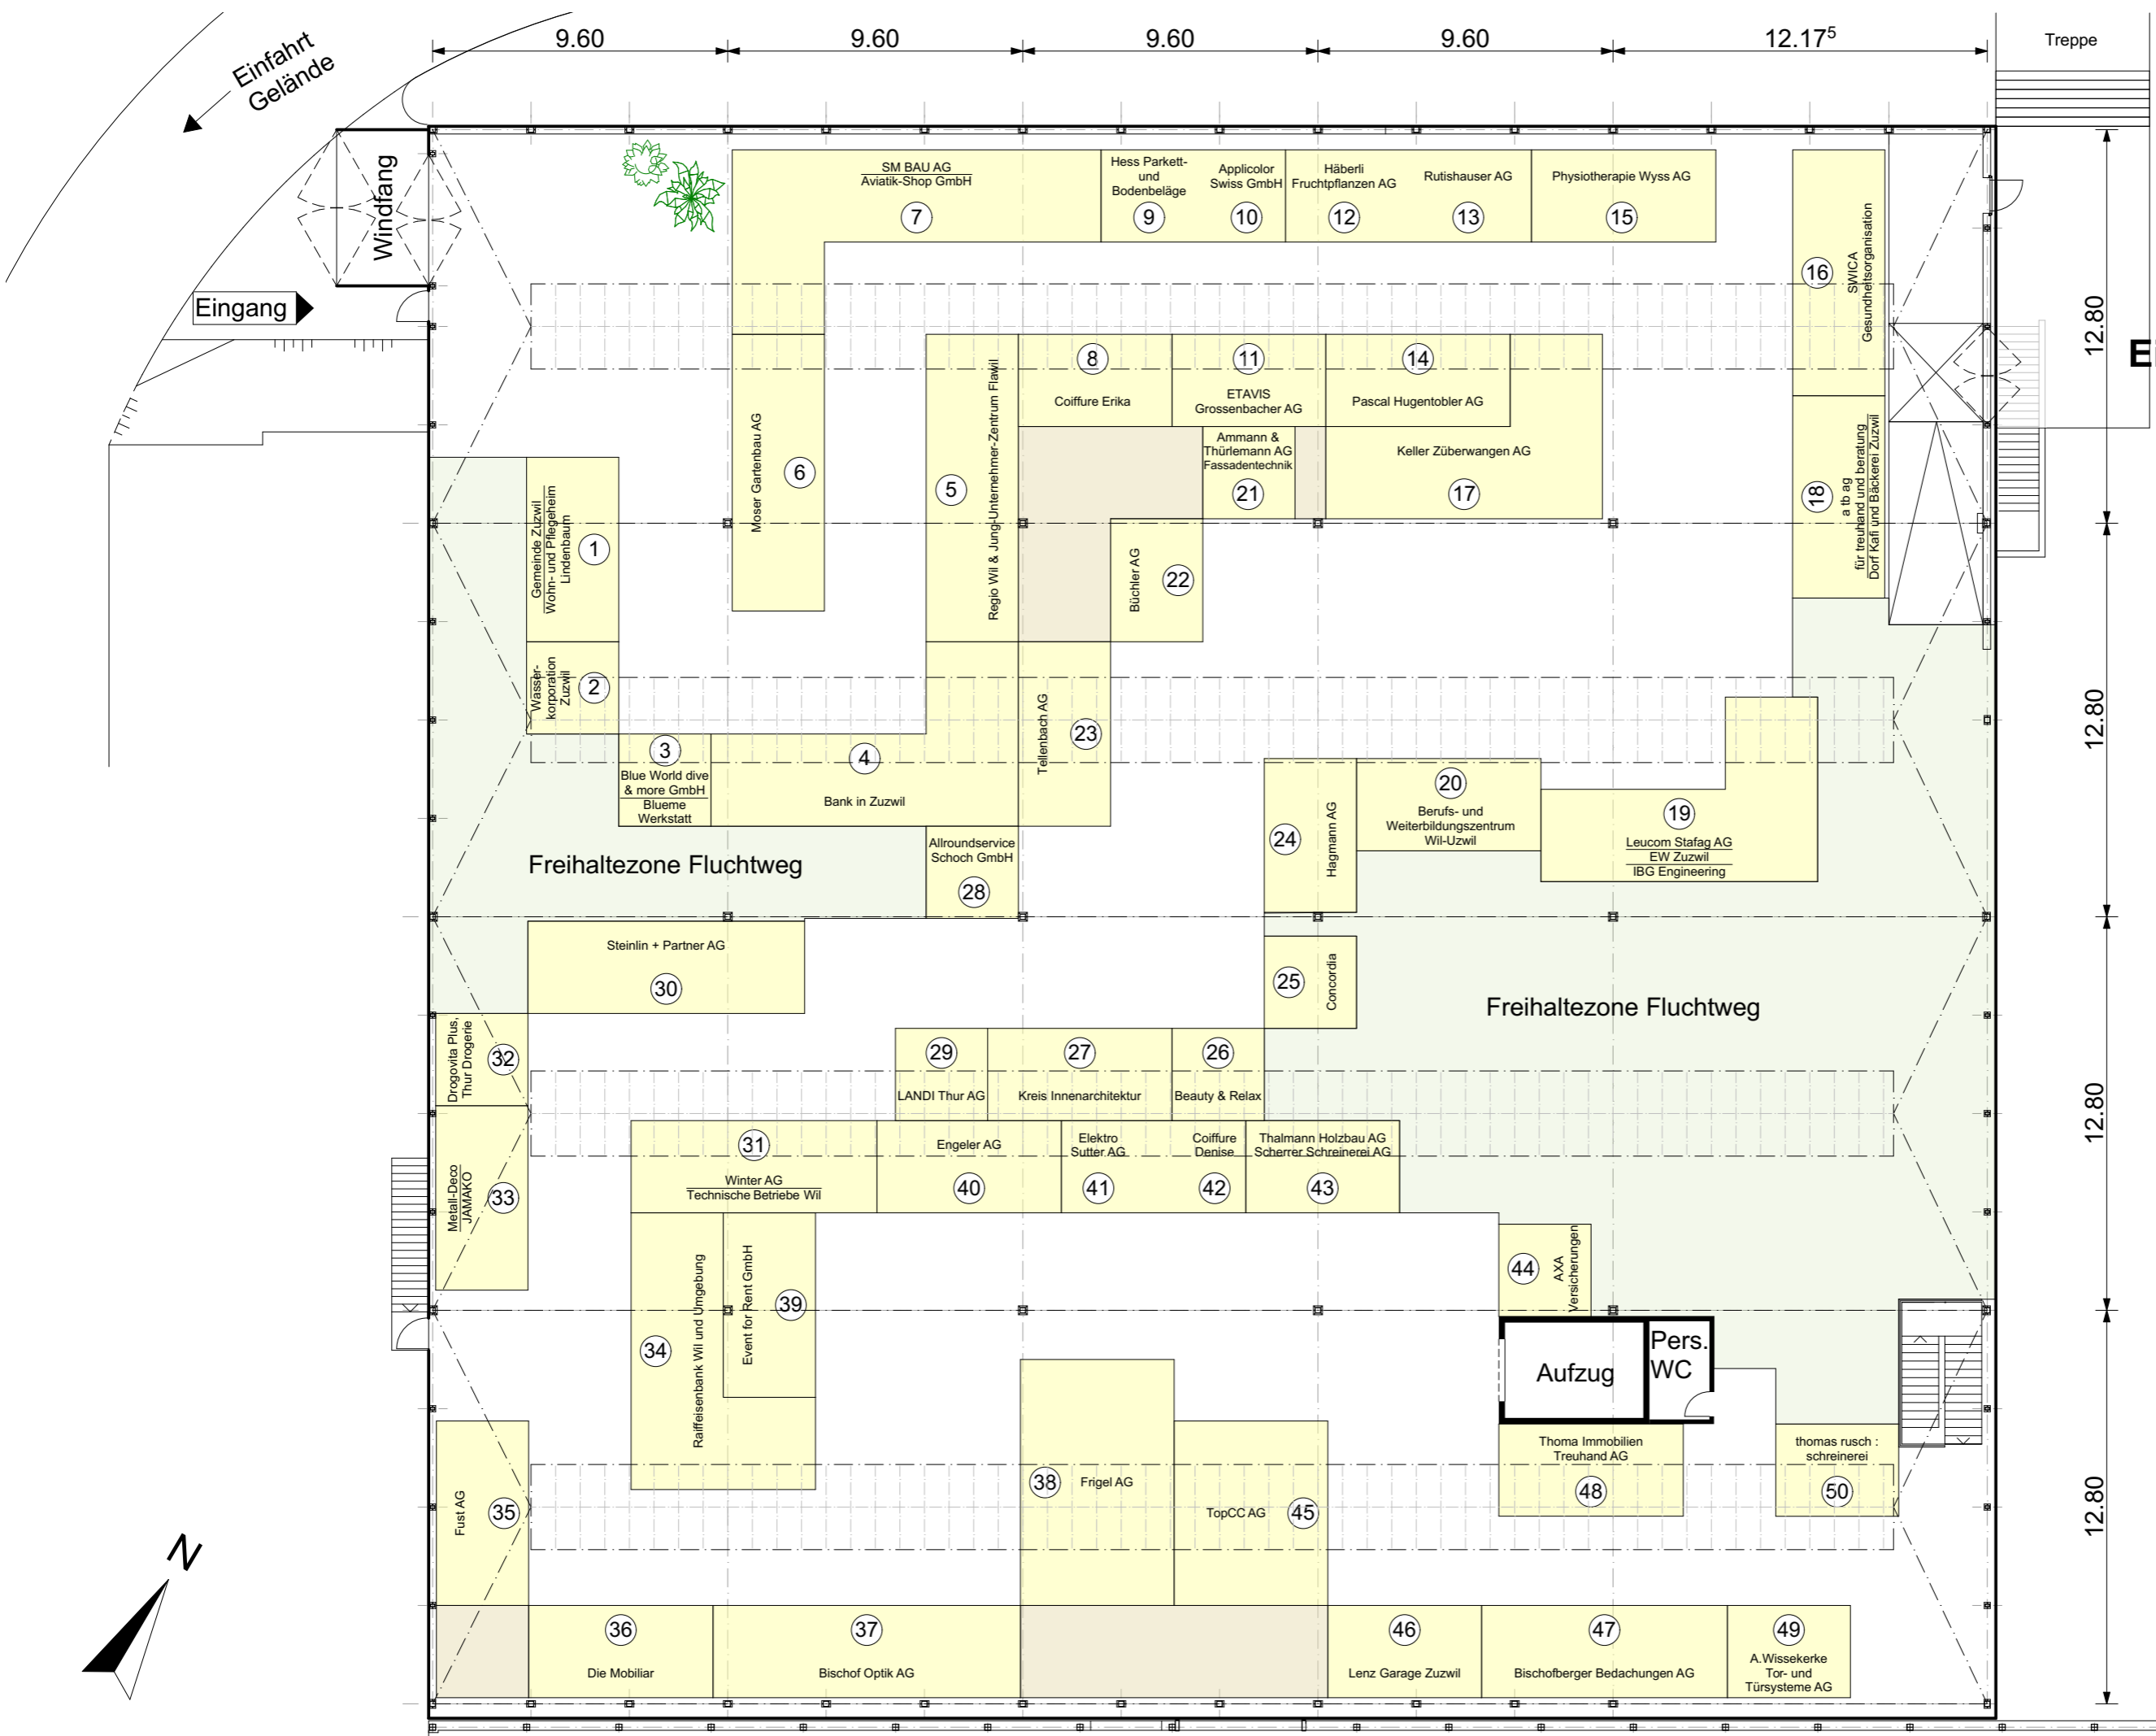 9.60
9.60
9.60
9.60
12.17⁵
Treppe
Einfahrt
Gelände
Windfang
Eingang
SM BAU AG
Aviatik-Shop GmbH
7
Hess Parkett-
und
Bodenbeläge
9
Applicolor
Swiss GmbH
10
Häberli
Fruchtpflanzen AG
12
Rutishauser AG
13
Physiotherapie Wyss AG
15
16
SWICA
Gesundheitsorganisation
12.80
E
8
Coiffure Erika
11
ETAVIS
Grossenbacher AG
14
Pascal Hugentobler AG
Moser Gartenbau AG
6
5
Regio Wil & Jung-Unternehmer-Zentrum Flawil
Ammann &
Thürlemann AG
Fassadentechnik
21
Keller Züberwangen AG
17
18
a tb ag
für treuhand und beratung
Dorf Kafi und Bäckerei Zuzwil
Gemeinde Zuzwil
Wohn- und Pflegeheim
Lindenbaum
1
Büchler AG
22
Wasser-
korporation
Zuzwil
2
12.80
3
Blue World dive
& more GmbH
Blueme
Werkstatt
4
Bank in Zuzwil
Tellenbach AG
23
24
Hagmann AG
20
Berufs- und
Weiterbildungszentrum
Wil-Uzwil
19
Leucom Stafag AG
EW Zuzwil
IBG Engineering
Freihaltezone Fluchtweg
Allroundservice
Schoch GmbH
28
Steinlin + Partner AG
30
25
Concordia
Freihaltezone Fluchtweg
Drogovita Plus,
Thur Drogerie
32
29
LANDI Thur AG
27
Kreis Innenarchitektur
26
Beauty & Relax
12.80
Metall-Deco
JAMAKO
33
31
Winter AG
Technische Betriebe Wil
Engeler AG
40
Elektro
Sutter AG
41
Coiffure
Denise
42
Thalmann Holzbau AG
Scherrer Schreinerei AG
43
34
Raiffeisenbank Wil und Umgebung
Event for Rent GmbH
39
44
AXA
Versicherungen
Aufzug
Pers.
WC
Fust AG
35
38
Frigel AG
TopCC AG
45
Thoma Immobilien
Treuhand AG
48
thomas rusch :
schreinerei
50
12.80
N
36
Die Mobiliar
37
Bischof Optik AG
46
Lenz Garage Zuzwil
47
Bischofberger Bedachungen AG
49
A.Wissekerke
Tor- und
Türsysteme AG